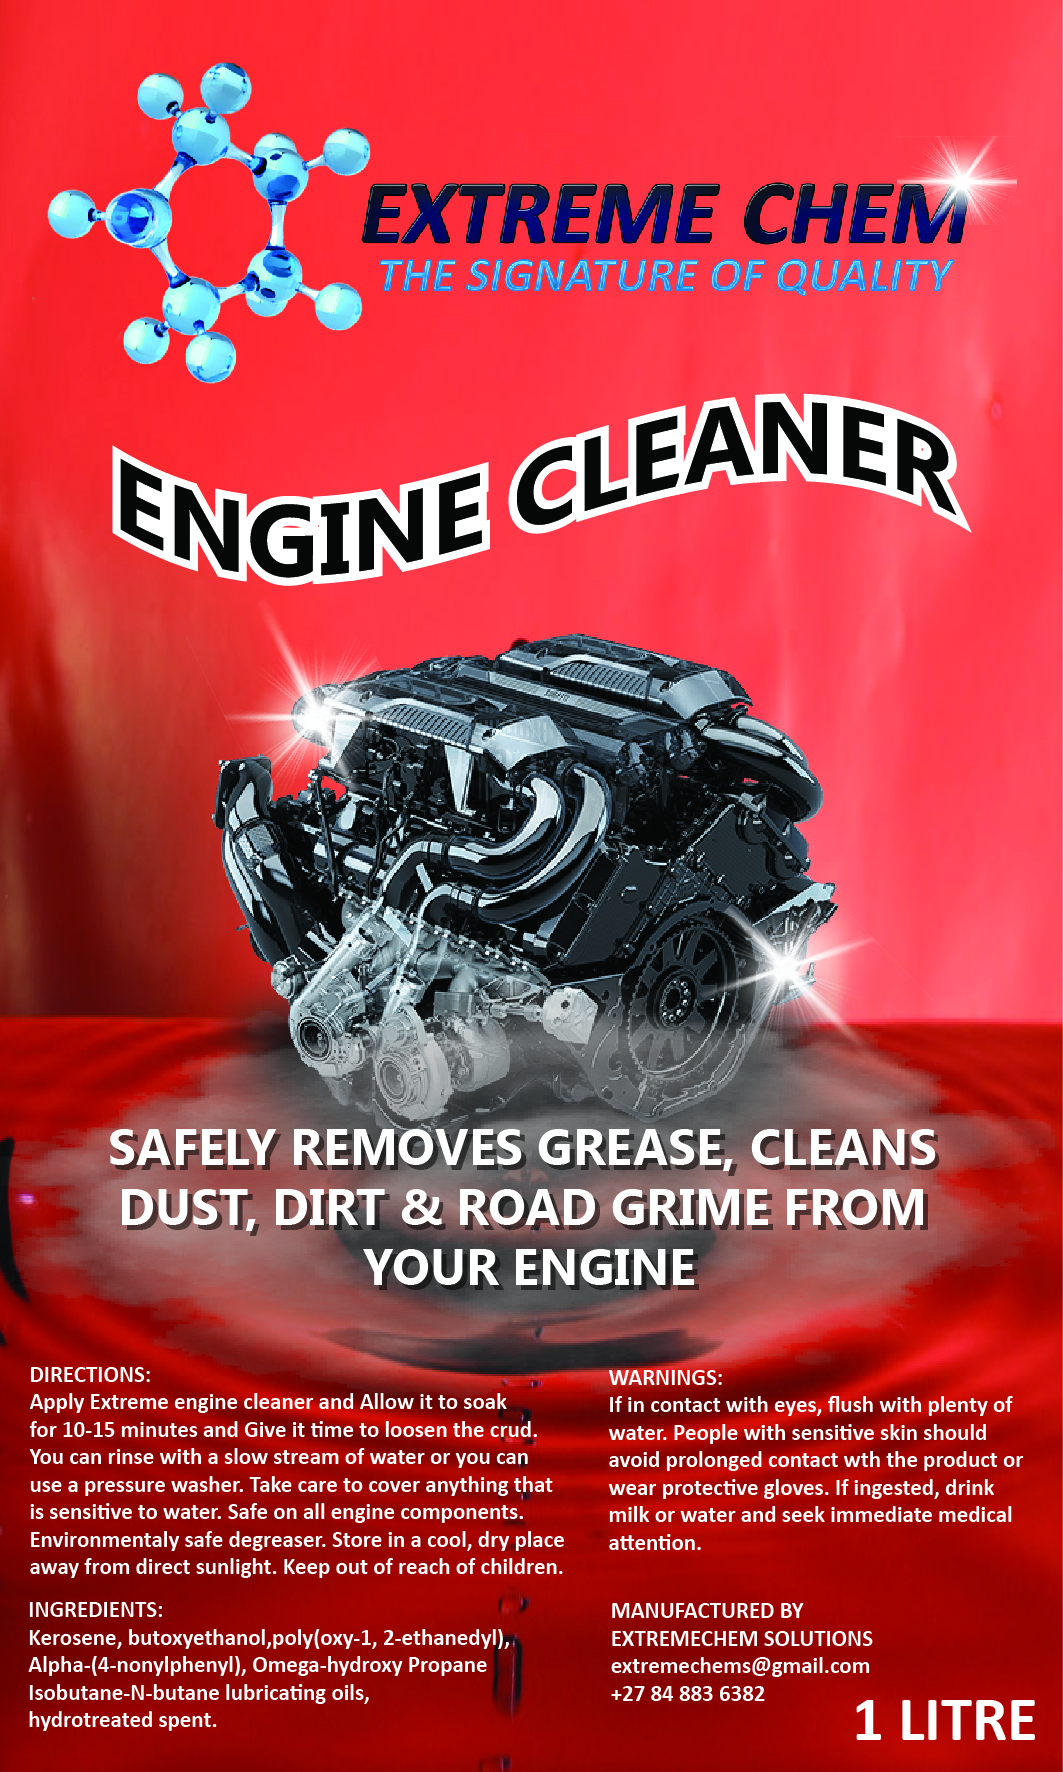 EXTREME CHEM
THE SIGNATURE OF QUALITY
ENGINE CLEANER
SAFELY REMOVES GREASE, CLEANS
DUST, DIRT & ROAD GRIME FROM
YOUR ENGINE
DIRECTIONS:
Apply Extreme engine cleaner and Allow it to soak
for 10-15 minutes and Give it time to loosen the crud.
You can rinse with a slow stream of water or you can
use a pressure washer. Take care to cover anything that
is sensitive to water. Safe on all engine components.
Environmentaly safe degreaser. Store in a cool, dry place
away from direct sunlight. Keep out of reach of children.
INGREDIENTS:
Kerosene, butoxyethanol,poly(oxy-1, 2-ethanedyl),
Alpha-(4-nonylphenyl), Omega-hydroxy Propane
Isobutane-N-butane lubricating oils,
hydrotreated spent.
WARNINGS:
If in contact with eyes, flush with plenty of
water. People with sensitive skin should
avoid prolonged contact wth the product or
wear protective gloves. If ingested, drink
milk or water and seek immediate medical
attention.
MANUFACTURED BY
EXTREMECHEM SOLUTIONS
extremechems@gmail.com
+27 84 883 6382
1 LITRE